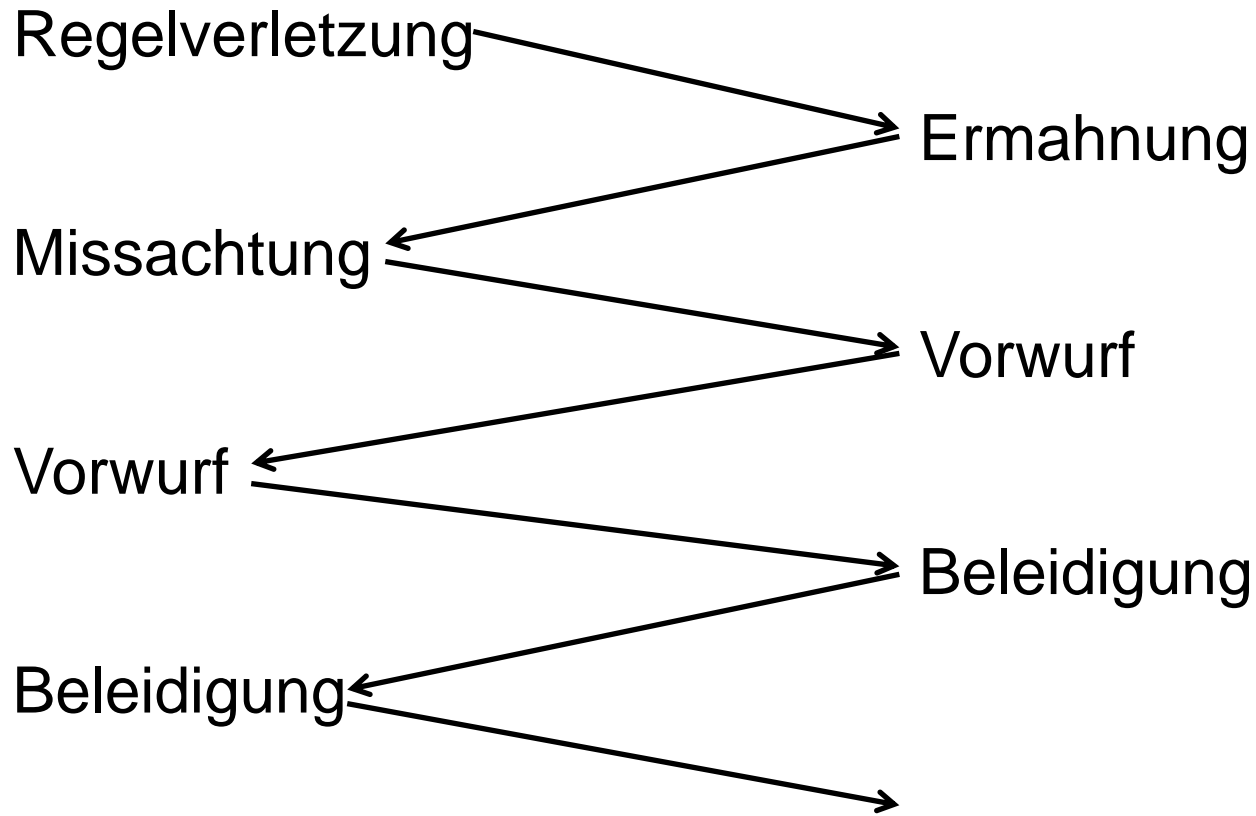 Regelverletzung
Ermahnung
Missachtung
Vorwurf
Vorwurf
Beleidigung
Beleidigung